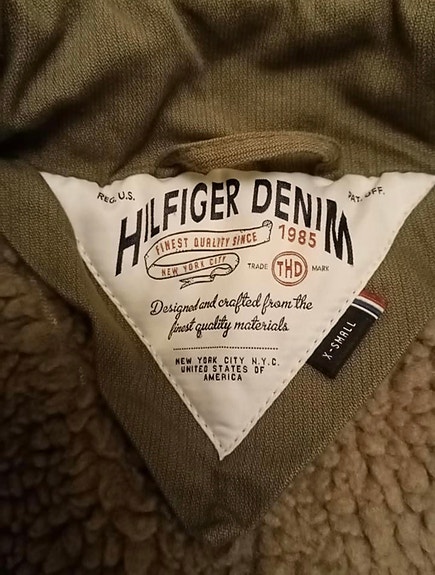 REG. U.S. PAT. OFF.
HILFIGER DENIM
FINEST QUALITY SINCE 1985
NEW YORK CITY
TRADE THD MARK
Designed and crafted from the
finest quality materials.
NEW YORK CITY N.Y.C.
UNITED STATES OF
AMERICA
X-SMALL